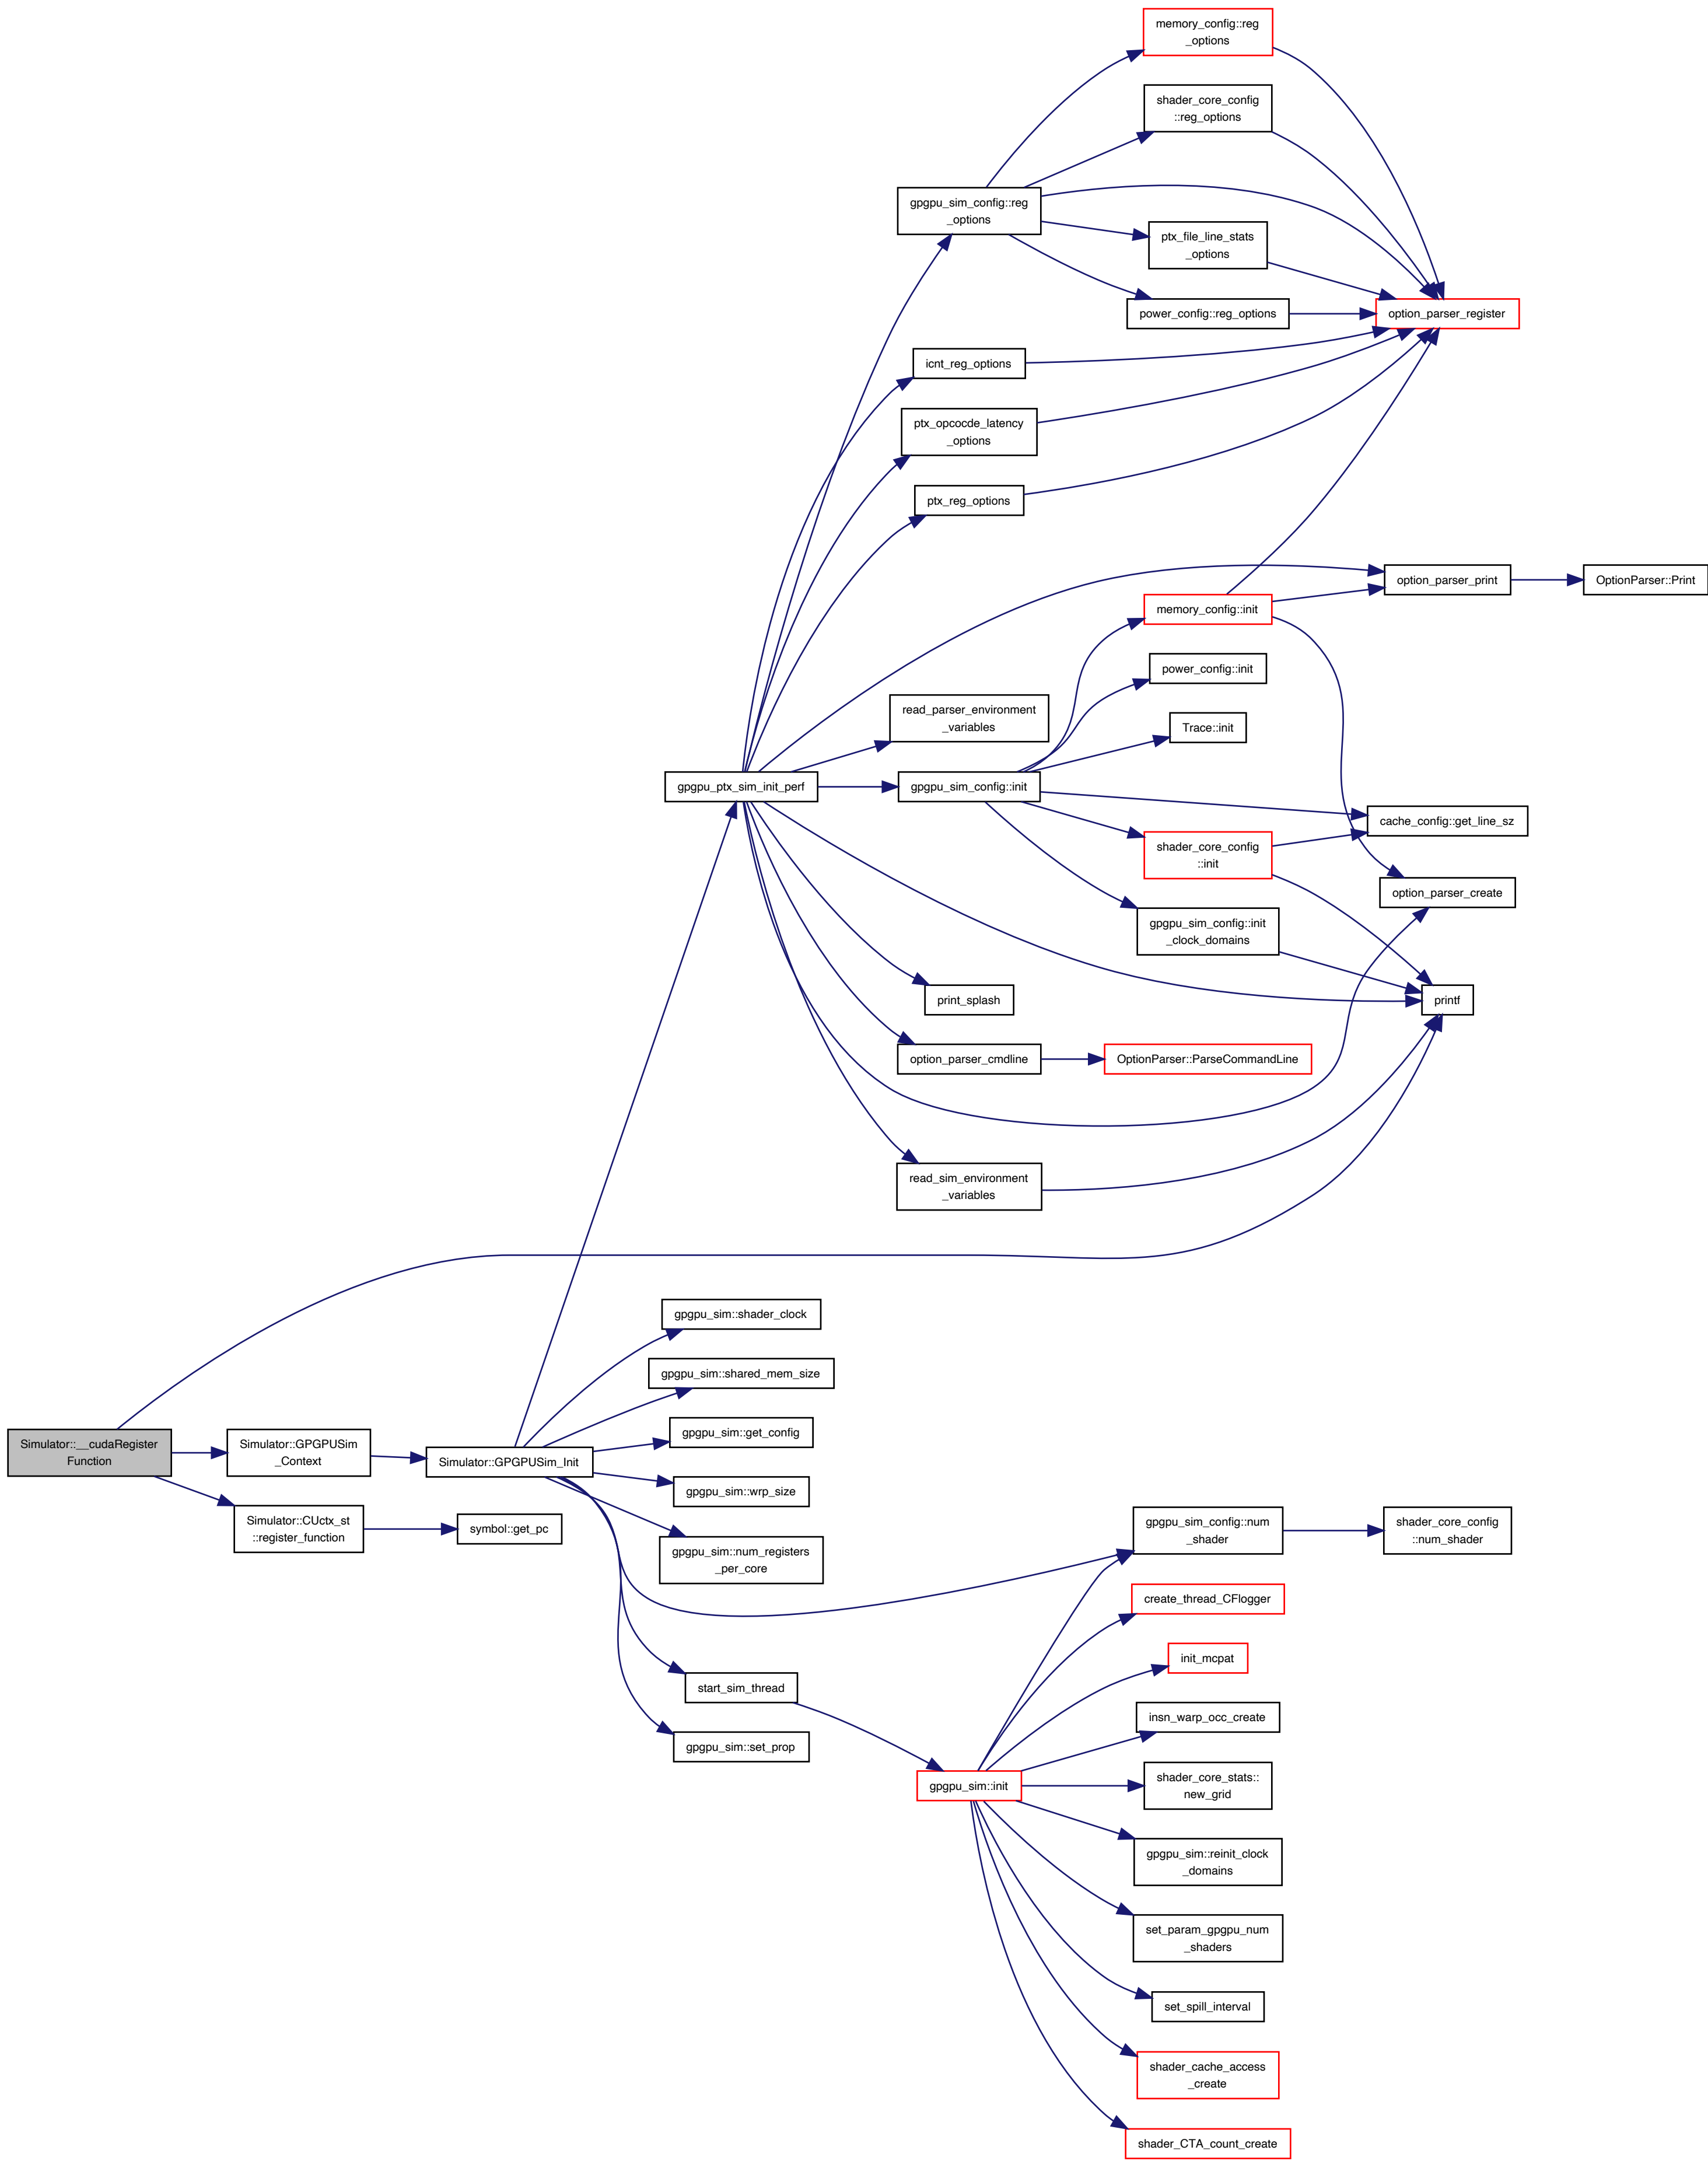 memory_config::reg
_options
shader_core_config
::reg_options
gpgpu_sim_config::reg
_options
ptx_file_line_stats
_options
power_config::reg_options
option_parser_register
icnt_reg_options
ptx_opcocde_latency
_options
ptx_reg_options
option_parser_print
OptionParser::Print
memory_config::init
power_config::init
read_parser_environment
_variables
Trace::init
gpgpu_ptx_sim_init_perf
gpgpu_sim_config::init
cache_config::get_line_sz
shader_core_config
::init
option_parser_create
gpgpu_sim_config::init
_clock_domains
print_splash
printf
option_parser_cmdline
OptionParser::ParseCommandLine
read_sim_environment
_variables
gpgpu_sim::shader_clock
gpgpu_sim::shared_mem_size
gpgpu_sim::get_config
Simulator::__cudaRegister
Function
Simulator::GPGPUSim
_Context
Simulator::GPGPUSim_Init
gpgpu_sim::wrp_size
Simulator::CUctx_st
::register_function
symbol::get_pc
gpgpu_sim::num_registers
_per_core
gpgpu_sim_config::num
_shader
shader_core_config
::num_shader
create_thread_CFlogger
init_mcpat
start_sim_thread
insn_warp_occ_create
gpgpu_sim::set_prop
gpgpu_sim::init
shader_core_stats::
new_grid
gpgpu_sim::reinit_clock
_domains
set_param_gpgpu_num
_shaders
set_spill_interval
shader_cache_access
_create
shader_CTA_count_create